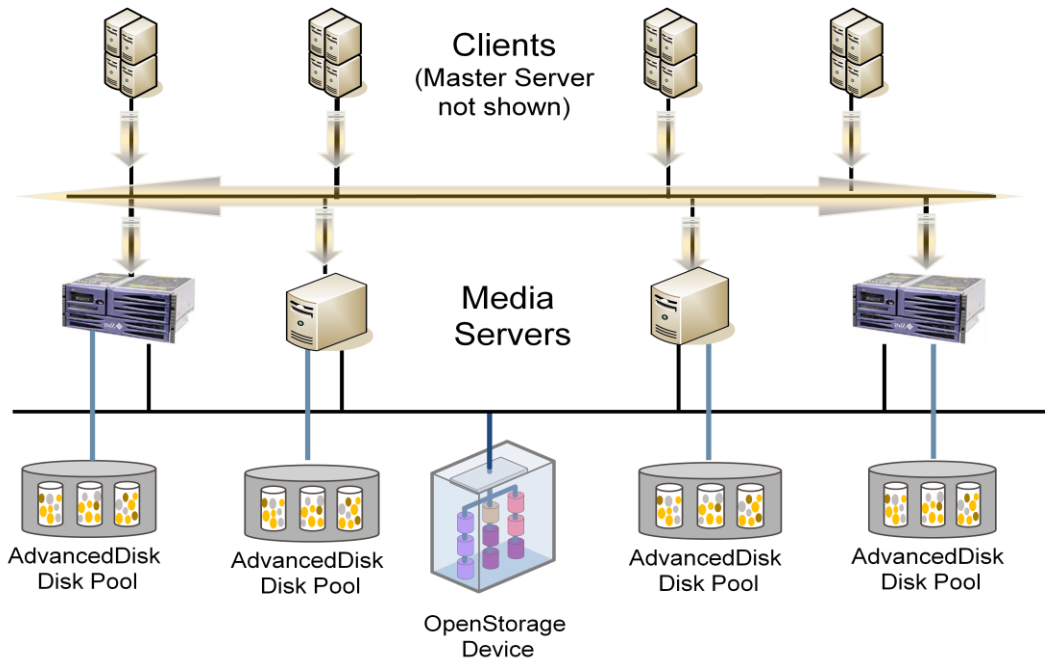 Clients
(Master Server
not shown)
Media
Servers
AdvancedDisk
Disk Pool
AdvancedDisk
Disk Pool
OpenStorage
Device
AdvancedDisk
Disk Pool
AdvancedDisk
Disk Pool